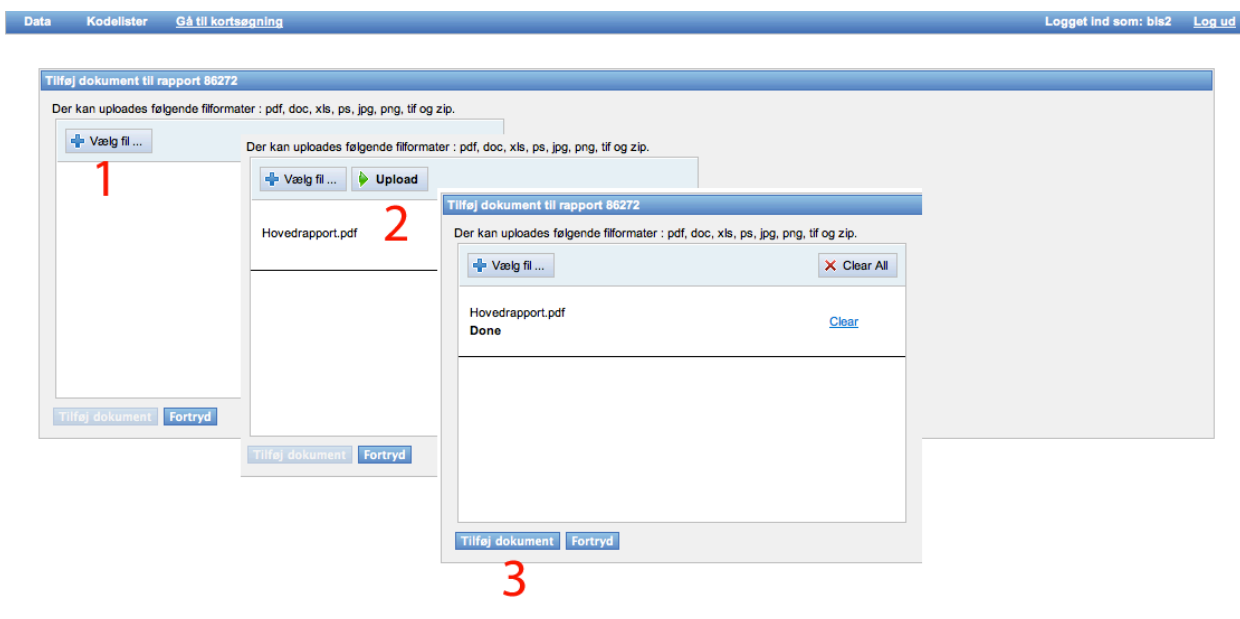 Data Kodelister Gå til kortsøgning Logget ind som: bls2 Log ud
Tilføj dokument til rapport 86272
Der kan uploades følgende filformater : pdf, doc, xls, ps, jpg, png, tif og zip.
Vælg fil ...
1
Tilføj dokument Fortryd
Der kan uploades følgende filformater : pdf, doc, xls, ps, jpg, png, tif og zip.
Vælg fil ... Upload
2
Hovedrapport.pdf
Tilføj dokument Fortryd
Tilføj dokument til rapport 86272
Der kan uploades følgende filformater : pdf, doc, xls, ps, jpg, png, tif og zip.
Vælg fil ... Clear All
Hovedrapport.pdf
Done Clear
Tilføj dokument Fortryd
3